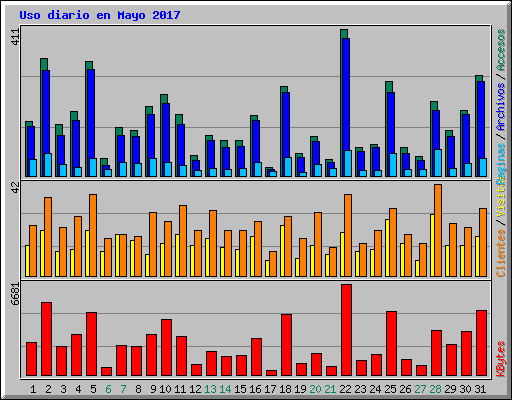 Uso diario en Mayo 2017
411
42
6681
Accesos / Archivos / Paginas
Visitas / Clientes
KBytes
1 2 3 4 5 6 7 8 9 10 11 12 13 14 15 16 17 18 19 20 21 22 23 24 25 26 27 28 29 30 31